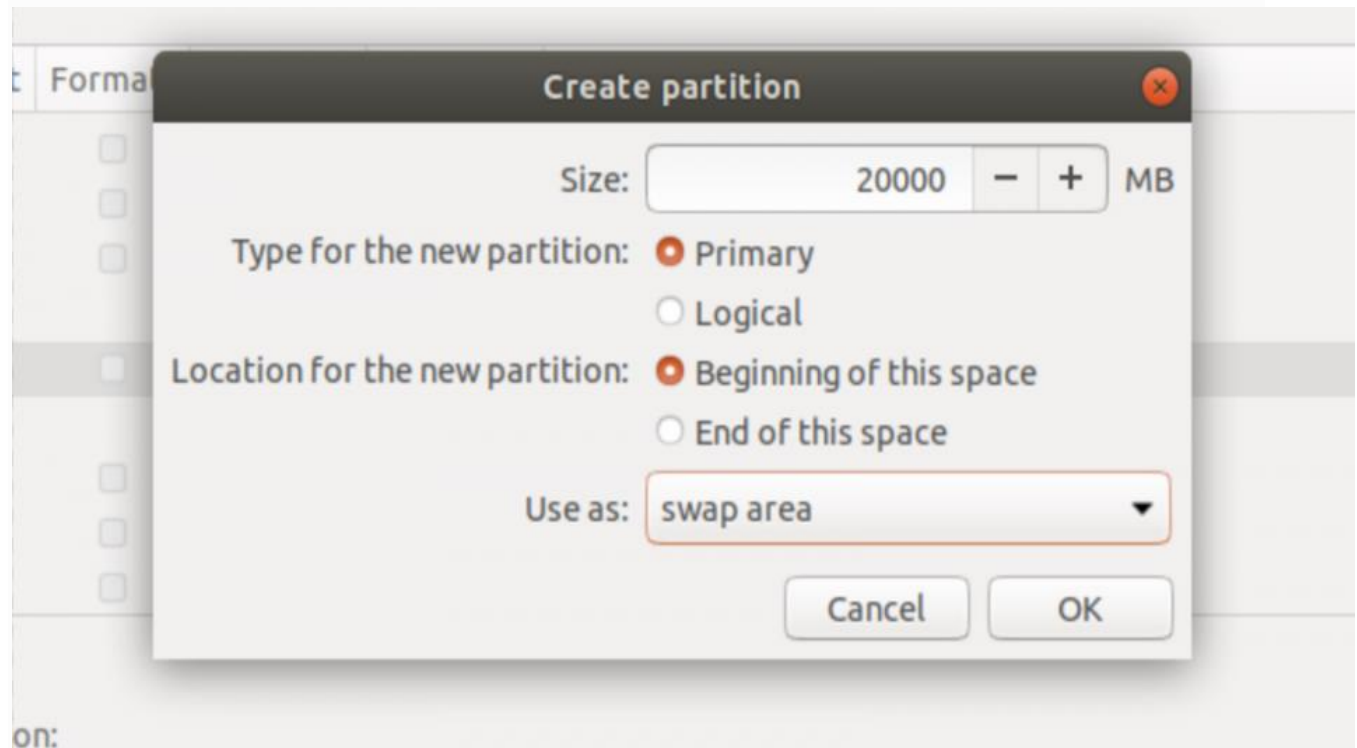 Create partition
t Forma
Size: 20000 − + MB
Type for the new partition: Primary
Logical
Location for the new partition: Beginning of this space
End of this space
Use as: swap area
Cancel OK
on: